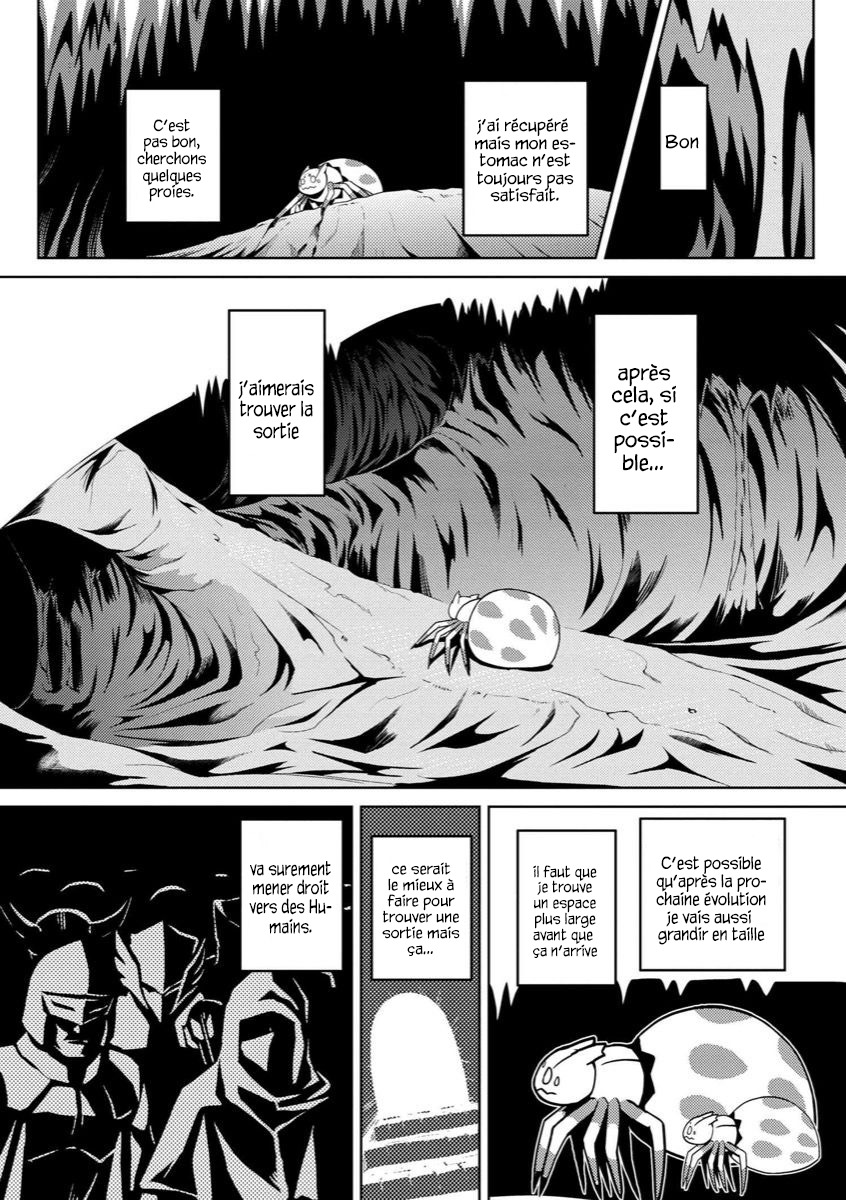 Bon
j'ai récupéré
mais mon es-
tomac n'est
toujours pas
satisfait.
C'est
pas bon,
cherchons
quelques
proies.
après
cela, si
c'est
possi-
ble...
j'aimerais
trouver la
sortie
C'est possible
qu'après la pro-
chaine évolution
je vais aussi
grandir en taille
il faut que
je trouve
un espace
plus large
avant que
ça n'arrive
ce serait
le mieux à
faire pour
trouver une
sortie mais
ça...
va surement
mener droit
vers des Hu-
mains.